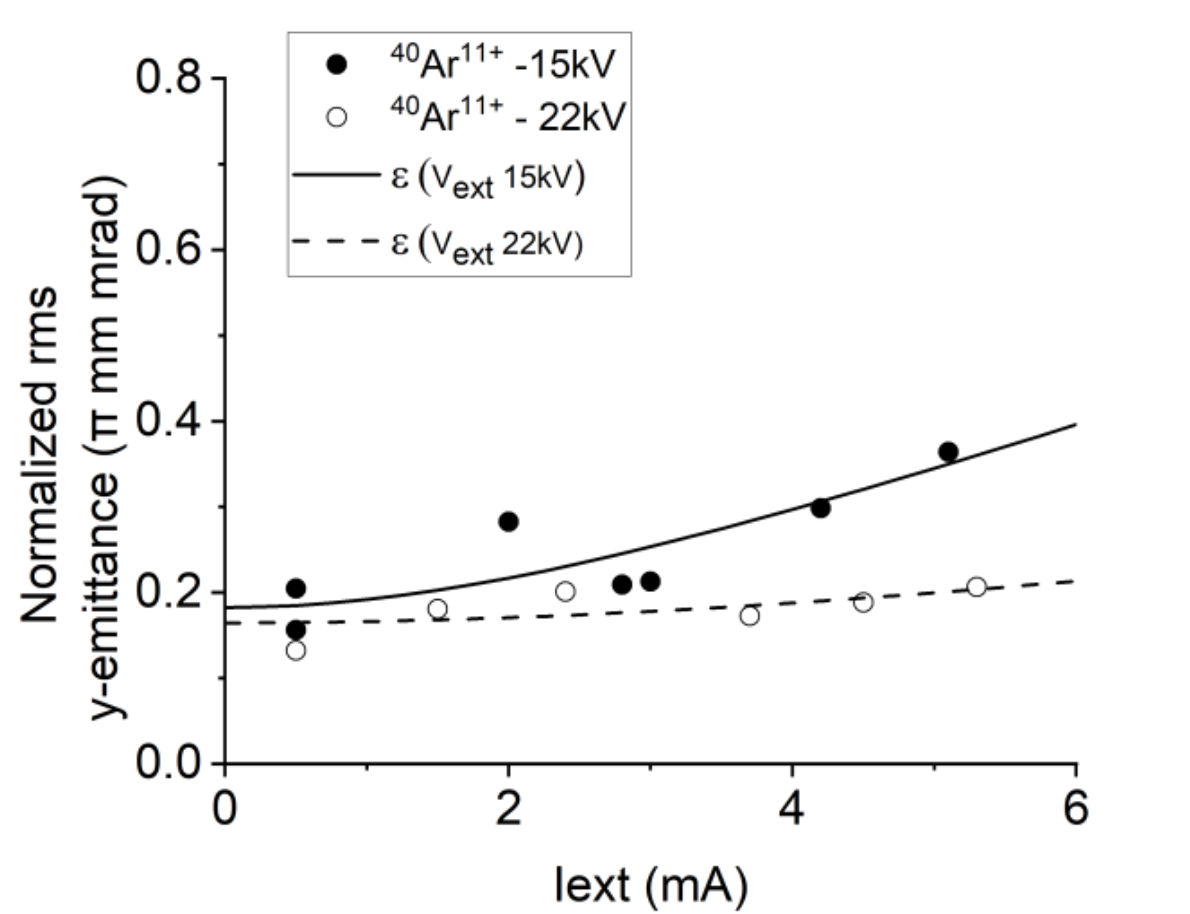 ⁴⁰Ar¹¹⁺ -15kV
⁴⁰Ar¹¹⁺ - 22kV
ε (Vext 15kV)
ε (Vext 22kV)
0.8
0.6
0.4
0.2
0.0
Normalized rms
y-emittance (π mm mrad)
0 2 4 6
Iext (mA)